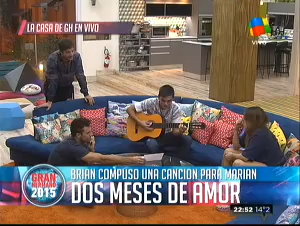 LA CASA DE GH EN VIVO
BRIAN COMPUSO UNA CANCION PARA MARIAN
DOS MESES DE AMOR
GRAN
HERMANO
2015
22:52 14°2